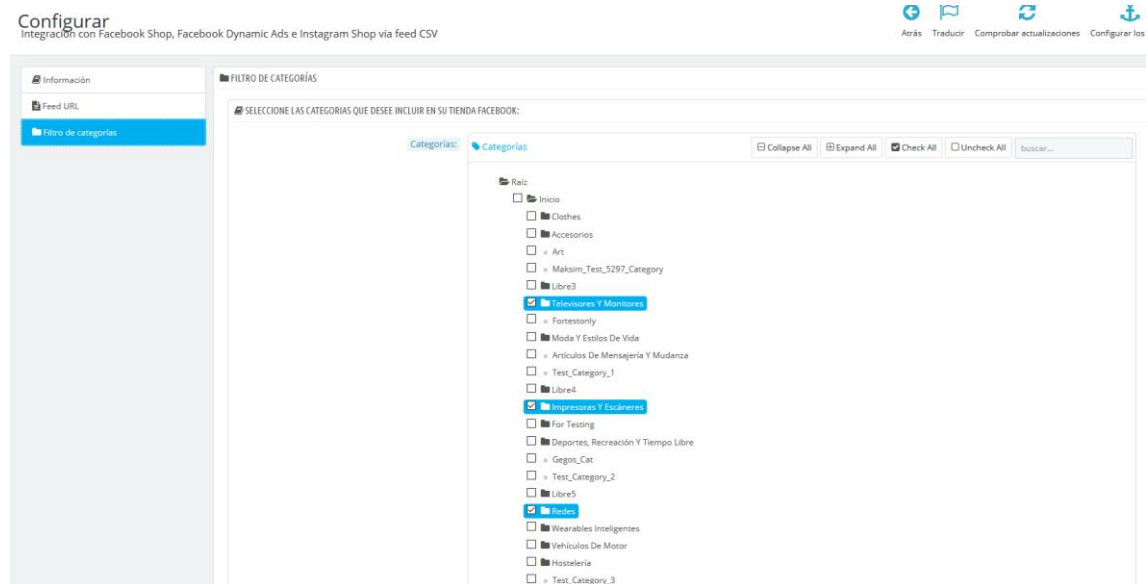 Configurar
Integración con Facebook Shop, Facebook Dynamic Ads e Instagram Shop vía feed CSV
Atrás Traducir Comprobar actualizaciones Configurar los
Información
Feed URL
Filtro de categorías
FILTRO DE CATEGORÍAS
SELECCIONE LAS CATEGORIAS QUE DESEE INCLUIR EN SU TIENDA FACEBOOK:
Categorías: Categorías Collapse All Expand All Check All Uncheck All buscar...
Raíz
Inicio
Clothes
Accesorios
Art
Maksim_Test_5297_Category
Libre3
Televisores Y Monitores
Fortestonly
Moda Y Estilos De Vida
Artículos De Mensajería Y Mudanza
Test_Category_1
Libre4
Impresoras Y Escáneres
For Testing
Deportes, Recreación Y Tiempo Libre
Gegos_Cat
Test_Category_2
Libre5
Redes
Wearables Inteligentes
Vehículos De Motor
Hostelería
Test_Category_3